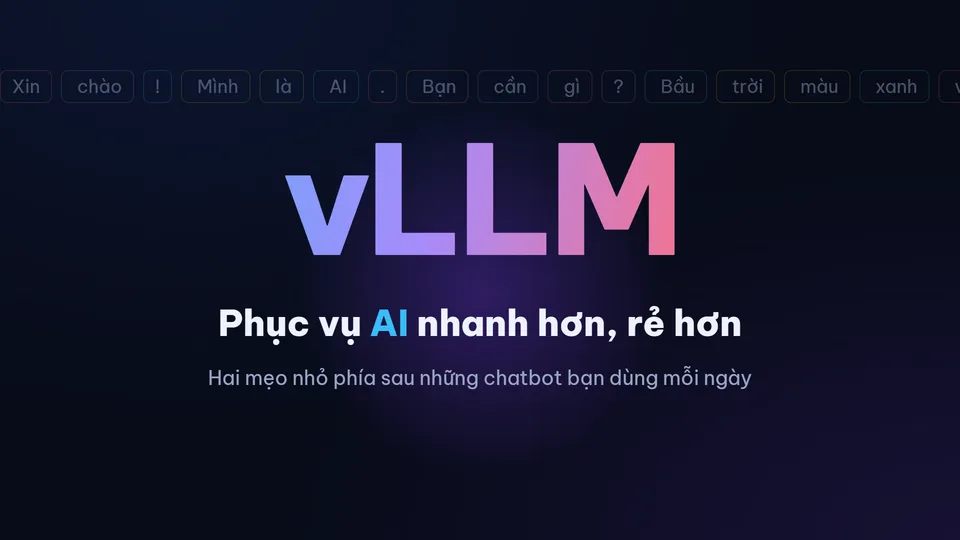 Xin chào ! Mình là AI . Bạn cần gì ? Bầu trời màu xanh
vLLM
Phục vụ AI nhanh hơn, rẻ hơn
Hai mẹo nhỏ phía sau những chatbot bạn dùng mỗi ngày